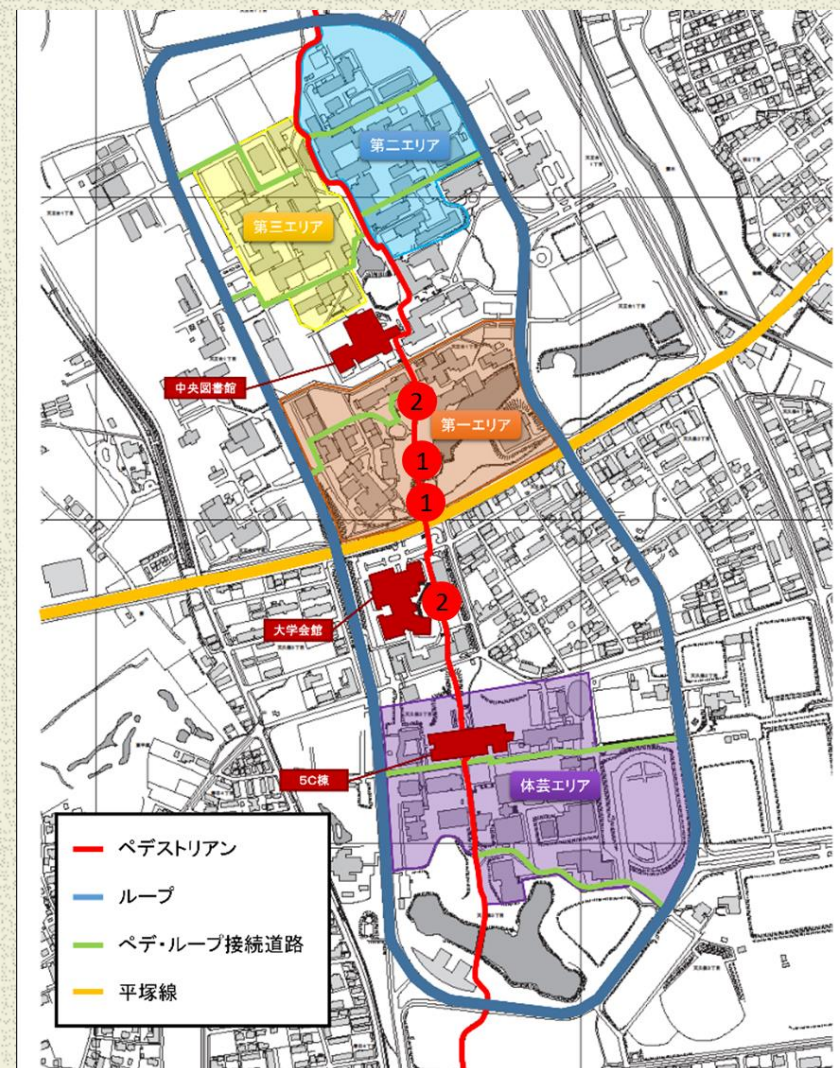 第二エリア
第三エリア
中央図書館
2
第一エリア
1
1
2
大学会館
5C棟
体芸エリア
ペデストリアン
ループ
ペデ・ループ接続道路
平塚線